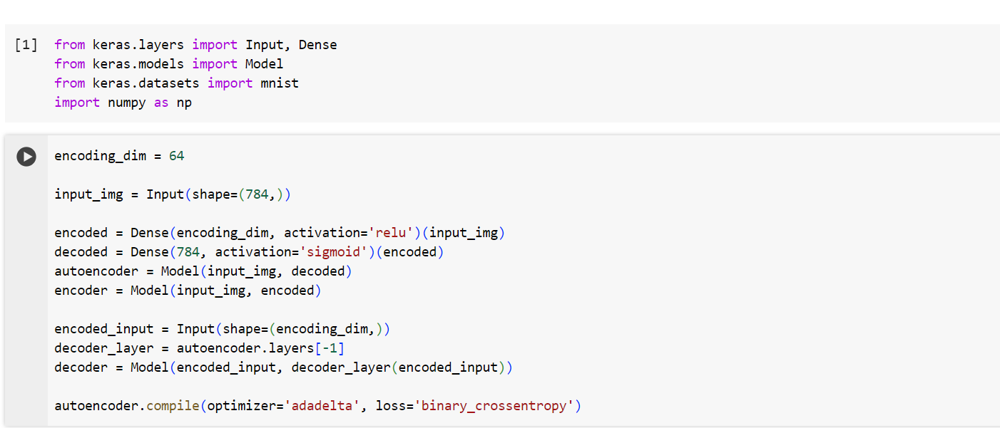 [1] from keras.layers import Input, Dense
from keras.models import Model
from keras.datasets import mnist
import numpy as np
encoding_dim = 64
input_img = Input(shape=(784,))
encoded = Dense(encoding_dim, activation='relu')(input_img)
decoded = Dense(784, activation='sigmoid')(encoded)
autoencoder = Model(input_img, decoded)
encoder = Model(input_img, encoded)
encoded_input = Input(shape=(encoding_dim,))
decoder_layer = autoencoder.layers[-1]
decoder = Model(encoded_input, decoder_layer(encoded_input))
autoencoder.compile(optimizer='adadelta', loss='binary_crossentropy')